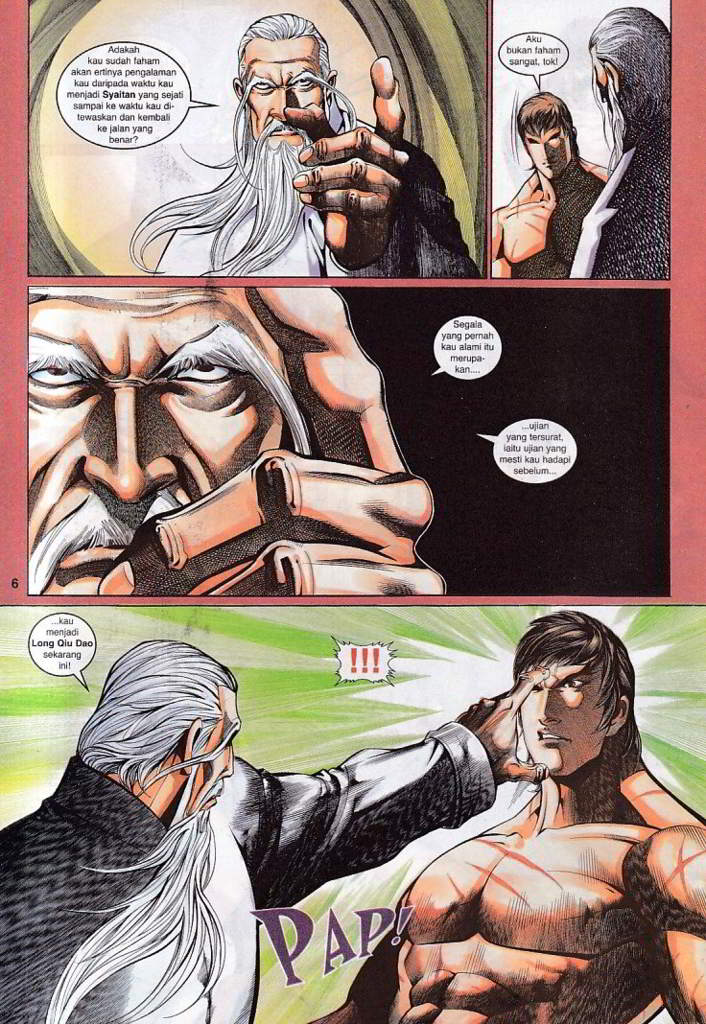 Adakah
kau sudah faham
akan ertinya pengalaman
kau daripada waktu kau
menjadi Syaitan yang sejati
sampai ke waktu kau di-
tewaskan dan kembali
ke jalan yang
benar?
Aku
bukan faham
sangat, tok!
Segala
yang pernah
kau alami itu
merupa-
kan....
...ujian
yang tersurat,
iaitu ujian yang
mesti kau hadapi
sebelum...
6
...kau
menjadi
Long Qiu Dao
sekarang
ini!
!!!
PAP!